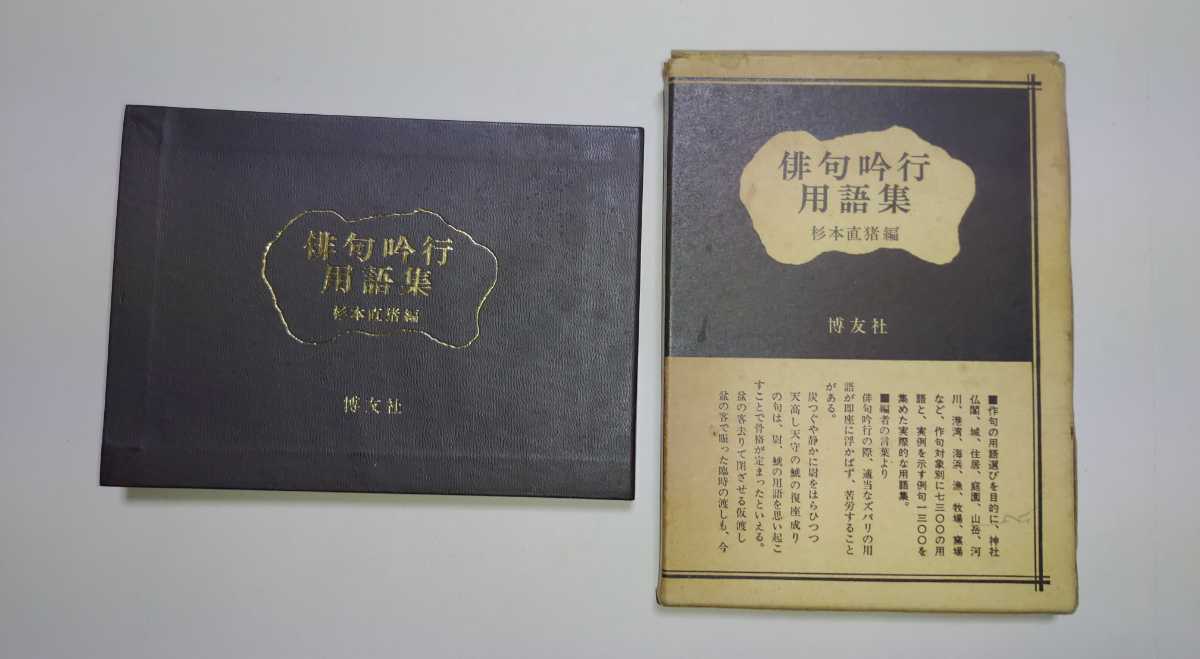 俳句吟行
用語集
杉本直猪編
博友社
俳句吟行
用語集
杉本直猪編
博友社
■作句の用語選びを目的に、神社
仏閣、城、住居、庭園、山岳、河
川、港湾、海浜、漁、牧場、窯場
など、作句対象別に七三〇〇の用
語と、実例を示す例句一三〇〇を
集めた実際的な用語集。
■編者の言葉より
俳句吟行の際、適当なズバリの用
語が即座に浮かばず、苦労すること
がある。
炭つぐや静かに尉をはらひつつ
天高し天守の鯱の復座成り
の句は、尉、鯱の用語を思い起こ
すことで骨格が定まったといえる。
盆の客去りて閉ざせる仮渡し
盆の客で賑った臨時の渡しも、今